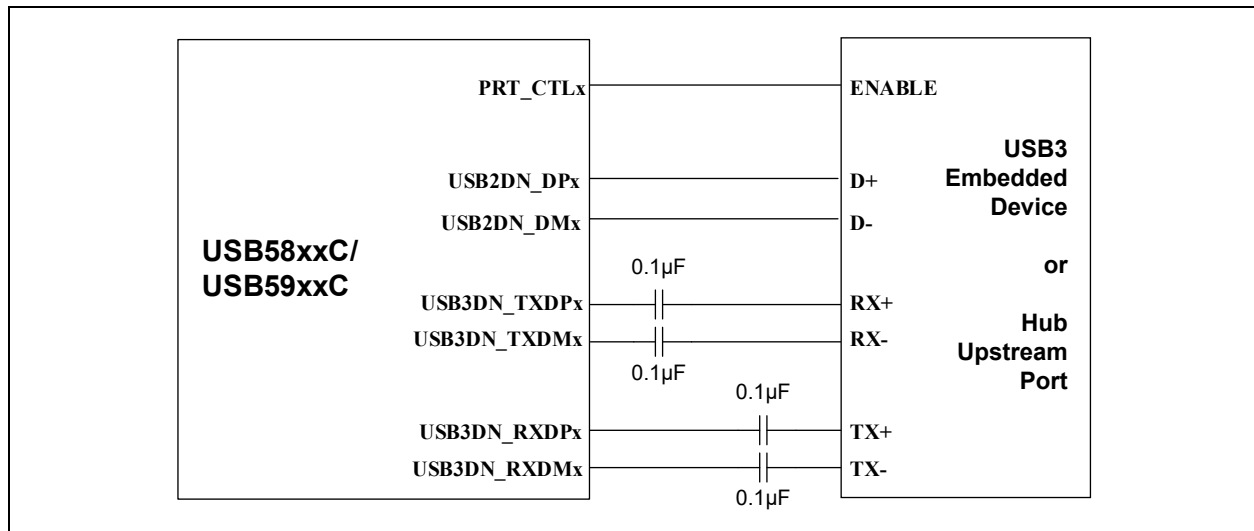 PRT_CTLx
ENABLE
USB3
Embedded
Device
or
Hub
Upstream
Port
USB2DN_DPx
D+
USB2DN_DMx
D-
USB58xxC/
USB59xxC
0.1µF
USB3DN_TXDPx
RX+
USB3DN_TXDMx
RX-
0.1µF
0.1µF
USB3DN_RXDPx
TX+
USB3DN_RXDMx
TX-
0.1µF